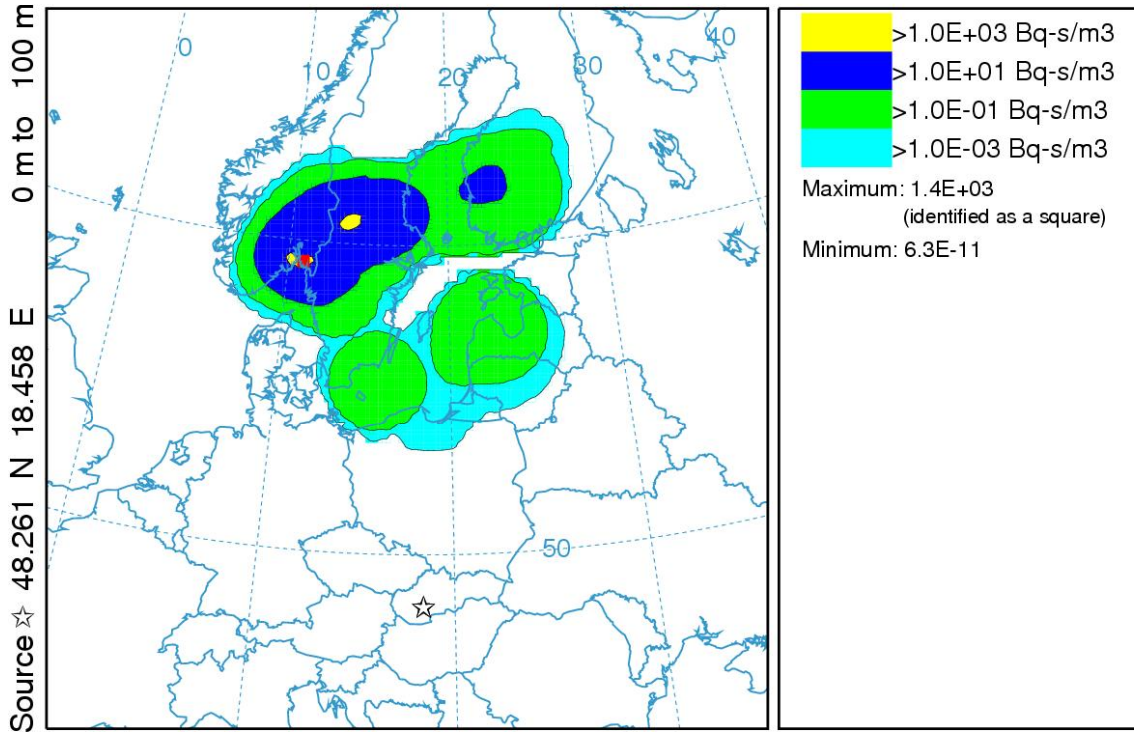 Source ☆ 48.261 N 18.458 E 0 m to 100 m
0
10
20
30
40
50
>1.0E+03 Bq-s/m3
>1.0E+01 Bq-s/m3
>1.0E-01 Bq-s/m3
>1.0E-03 Bq-s/m3
Maximum: 1.4E+03
(identified as a square)
Minimum: 6.3E-11